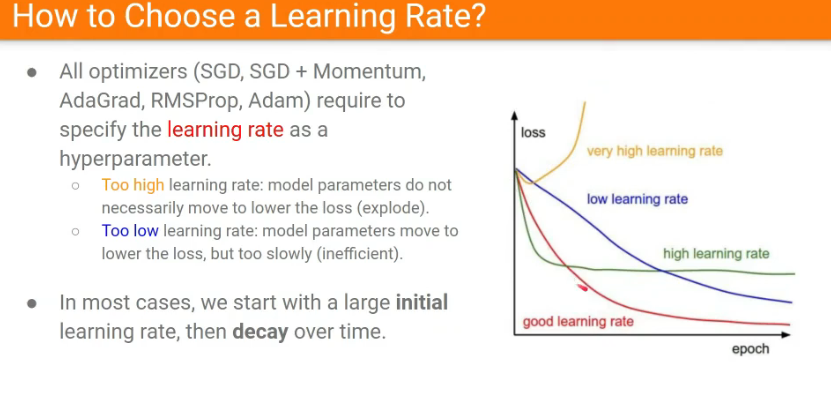 How to Choose a Learning Rate?
● All optimizers (SGD, SGD + Momentum,
AdaGrad, RMSProp, Adam) require to
specify the learning rate as a
hyperparameter.
○ Too high learning rate: model parameters do not
necessarily move to lower the loss (explode).
○ Too low learning rate: model parameters move to
lower the loss, but too slowly (inefficient).
● In most cases, we start with a large initial
learning rate, then decay over time.
loss
very high learning rate
low learning rate
high learning rate
good learning rate
epoch